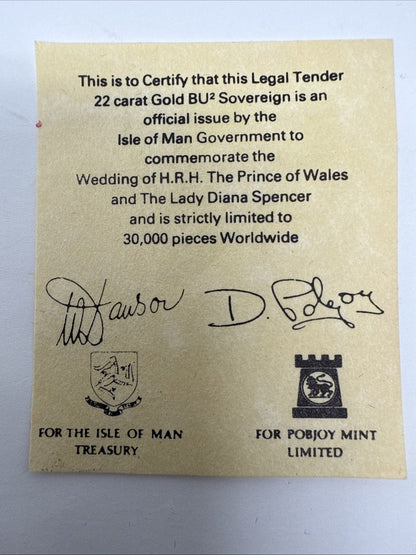 This is to Certify that this Legal Tender
22 carat Gold BU² Sovereign is an
official issue by the
Isle of Man Government to
commemorate the
Wedding of H.R.H. The Prince of Wales
and The Lady Diana Spencer
and is strictly limited to
30,000 pieces Worldwide
D. Pobjoy
FOR THE ISLE OF MAN
TREASURY
FOR POBJOY MINT
LIMITED